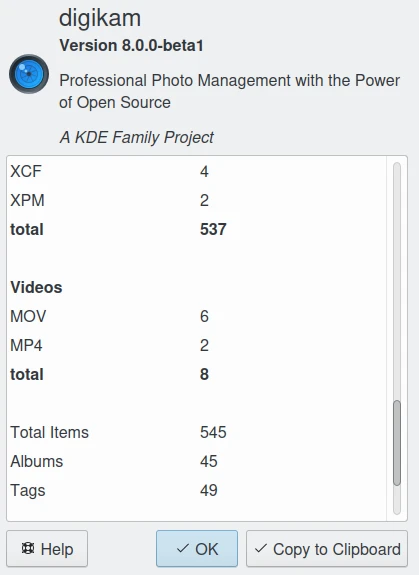 digikam
Version 8.0.0-beta1
Professional Photo Management with the Power
of Open Source
A KDE Family Project
XCF 4
XPM 2
total 537
Videos
MOV 6
MP4 2
total 8
Total Items 545
Albums 45
Tags 49
Help OK Copy to Clipboard